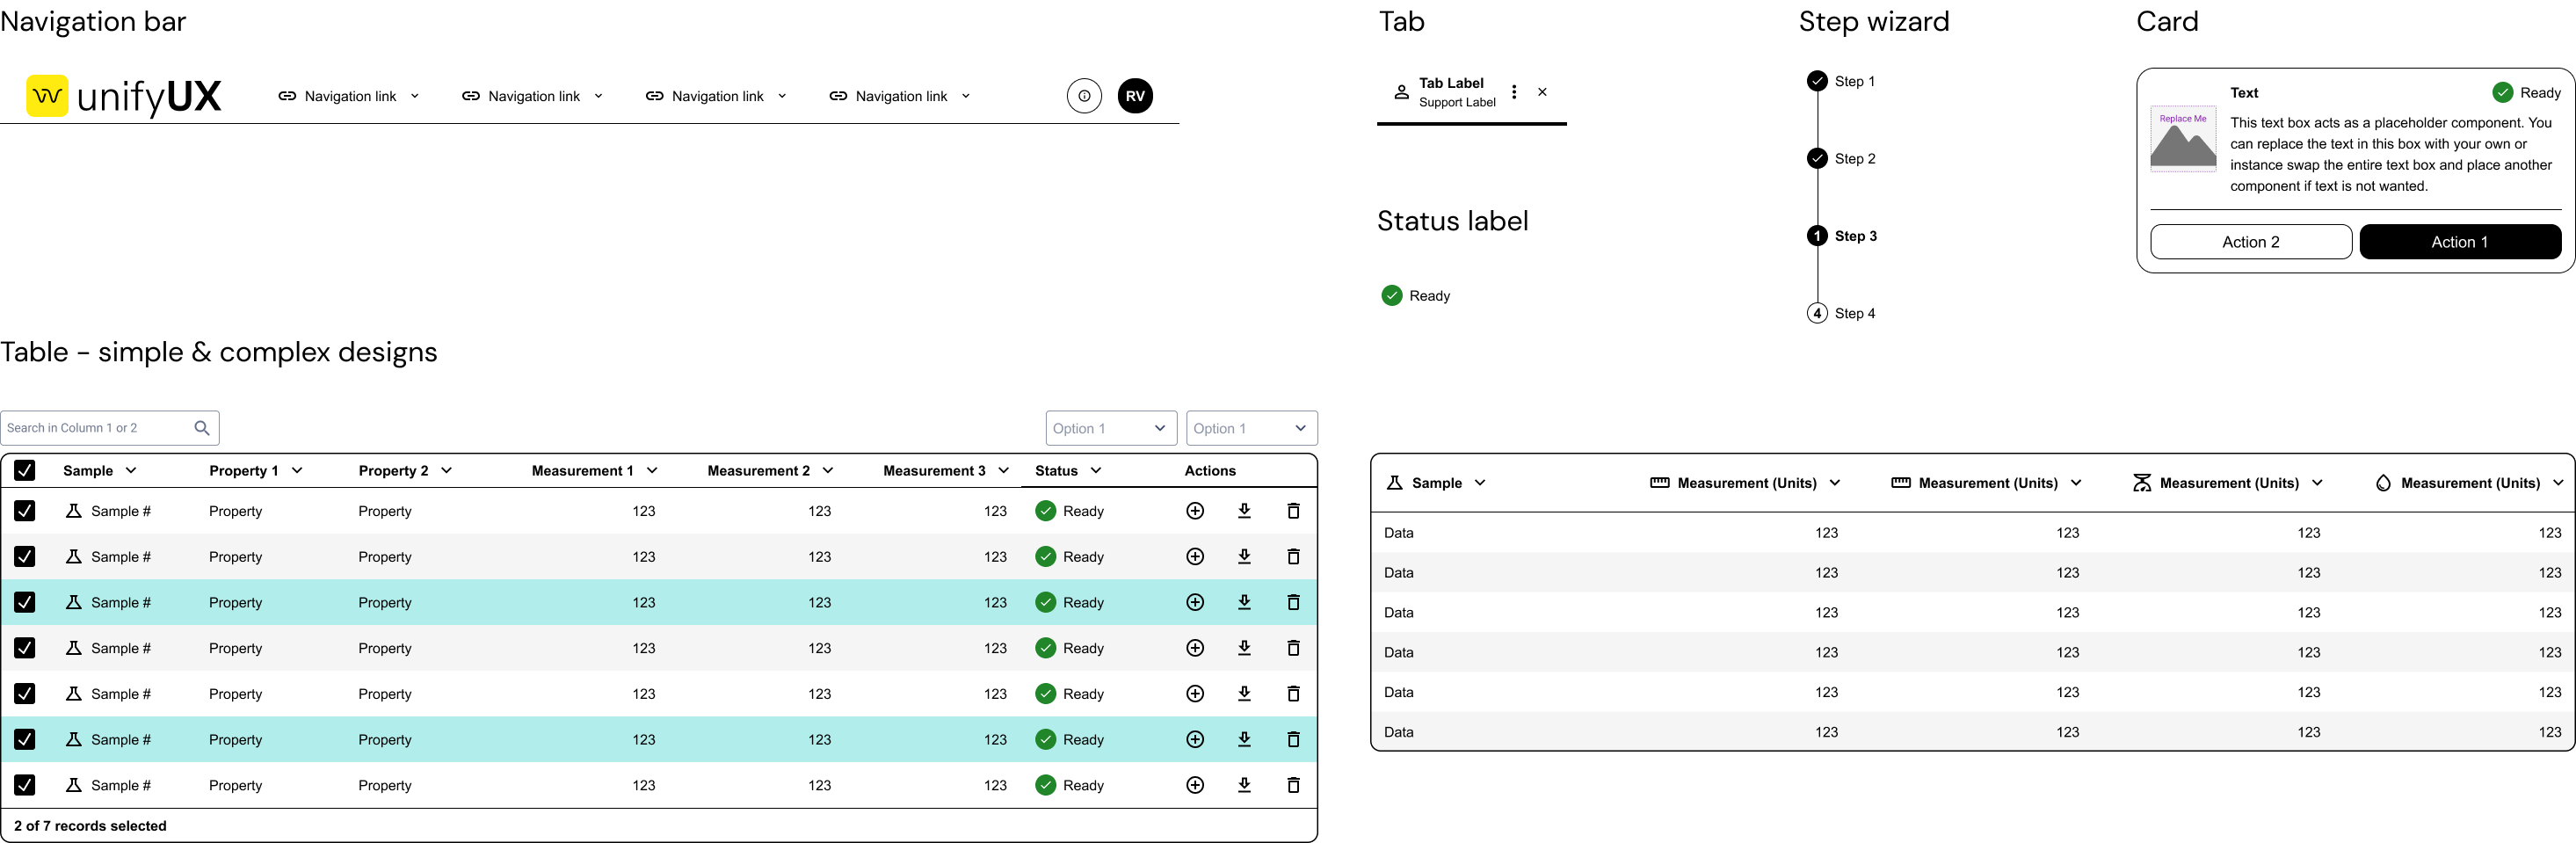 Navigation bar
unifyUX
Navigation link
Navigation link
Navigation link
Navigation link
RV
Tab
Tab Label
Support Label
Status label
Ready
Step wizard
Step 1
Step 2
1
Step 3
4
Step 4
Card
Replace Me
Text
Ready
This text box acts as a placeholder component. You
can replace the text in this box with your own or
instance swap the entire text box and place another
component if text is not wanted.
Action 2
Action 1
Table - simple & complex designs
Search in Column 1 or 2
Option 1
Option 1
Sample Property 1 Property 2 Measurement 1 Measurement 2 Measurement 3 Status Actions
Sample # Property Property 123 123 123 Ready
Sample # Property Property 123 123 123 Ready
Sample # Property Property 123 123 123 Ready
Sample # Property Property 123 123 123 Ready
Sample # Property Property 123 123 123 Ready
Sample # Property Property 123 123 123 Ready
Sample # Property Property 123 123 123 Ready
2 of 7 records selected
Sample Measurement (Units) Measurement (Units) Measurement (Units) Measurement (Units)
Data 123 123 123 123
Data 123 123 123 123
Data 123 123 123 123
Data 123 123 123 123
Data 123 123 123 123
Data 123 123 123 123